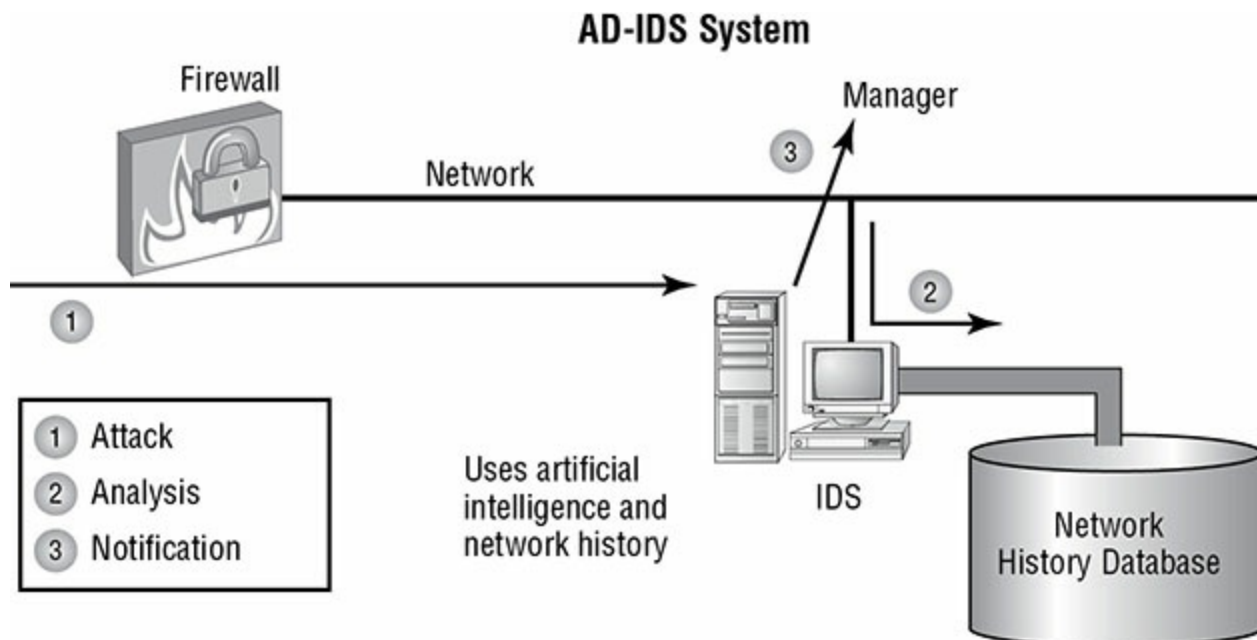 AD-IDS System
Firewall
Manager
3
Network
2
1
1 Attack
2 Analysis
3 Notification
Uses artificial
intelligence and
network history
IDS
Network
History Database